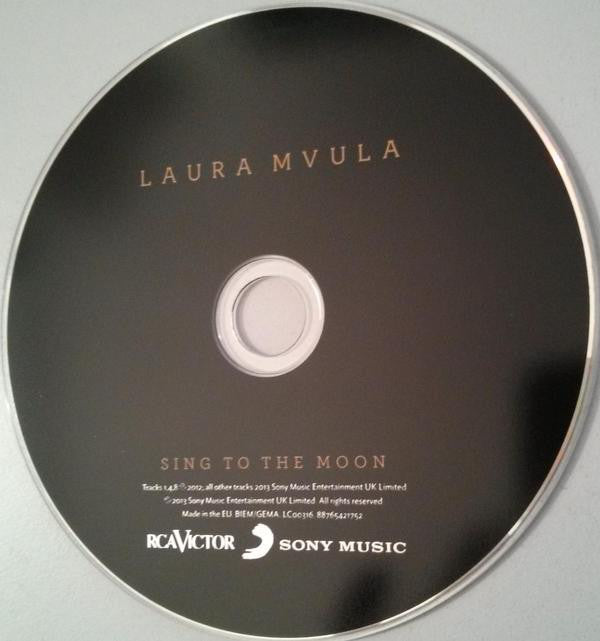 LAURA MVULA
SING TO THE MOON
Tracks 1,4,8 ℗ 2012; all other tracks 2013 Sony Music Entertainment UK Limited
© 2013 Sony Music Entertainment UK Limited. All rights reserved
Made in the EU. BIEM/GEMA. LC00316 88765421752
RCA VICTOR SONY MUSIC